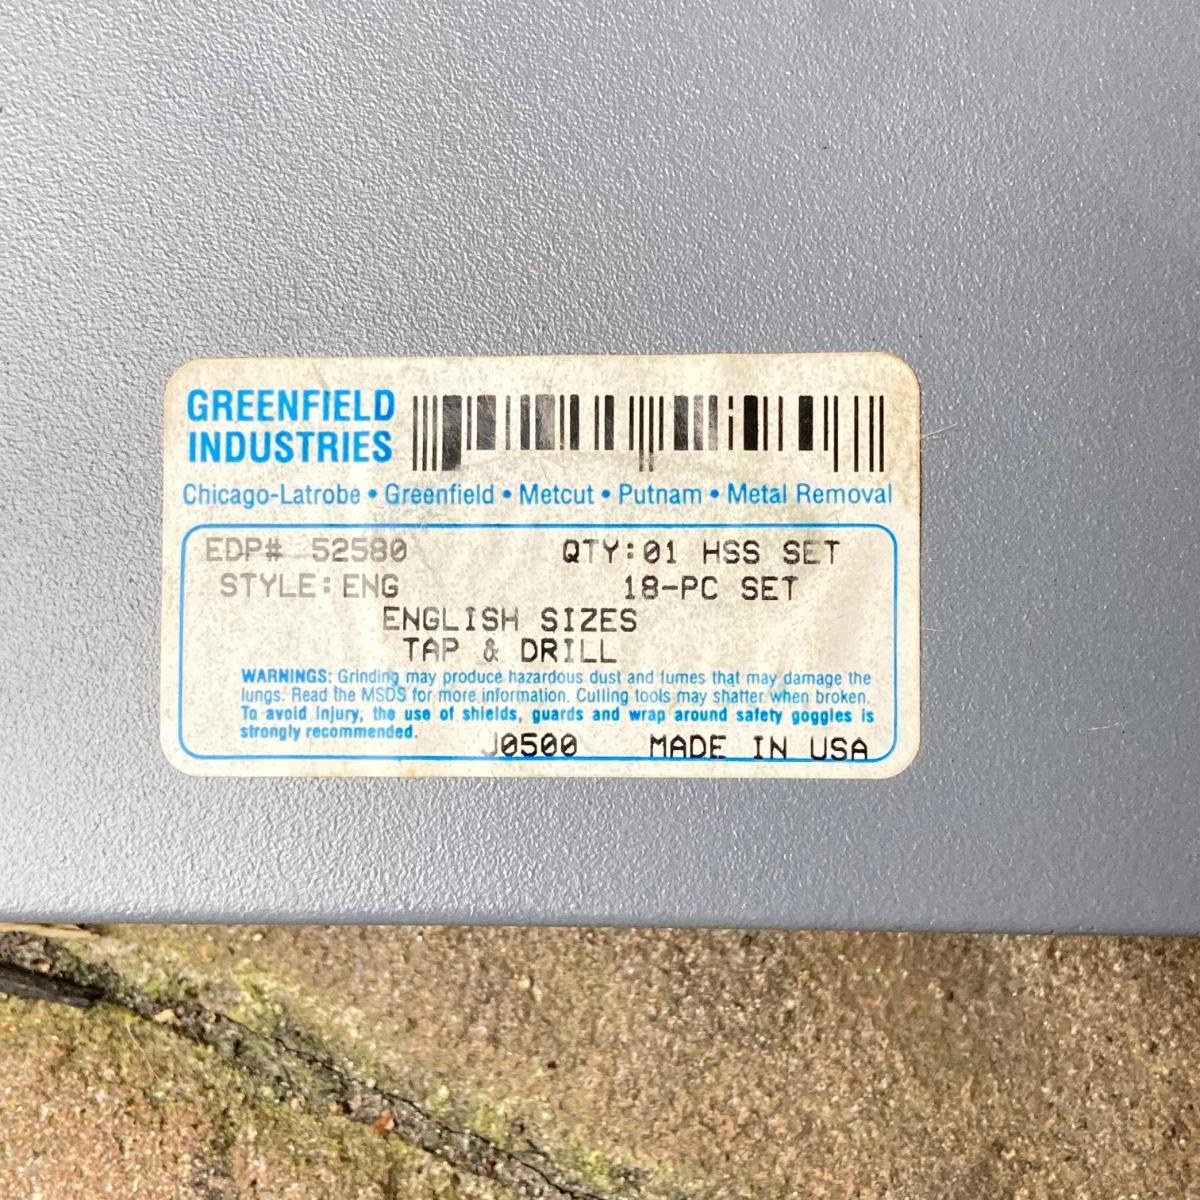 GREENFIELD
INDUSTRIES
Chicago-Latrobe • Greenfield • Metcut • Putnam • Metal Removal
EDP# 52580 QTY:01 HSS SET
STYLE: ENG 18-PC SET
ENGLISH SIZES
TAP & DRILL
WARNINGS: Grinding may produce hazardous dust and fumes that may damage the
lungs. Read the MSDS for more information. Cutting tools may shatter when broken.
To avoid injury, the use of shields, guards and wrap around safety goggles is
strongly recommended.
J0500 MADE IN USA